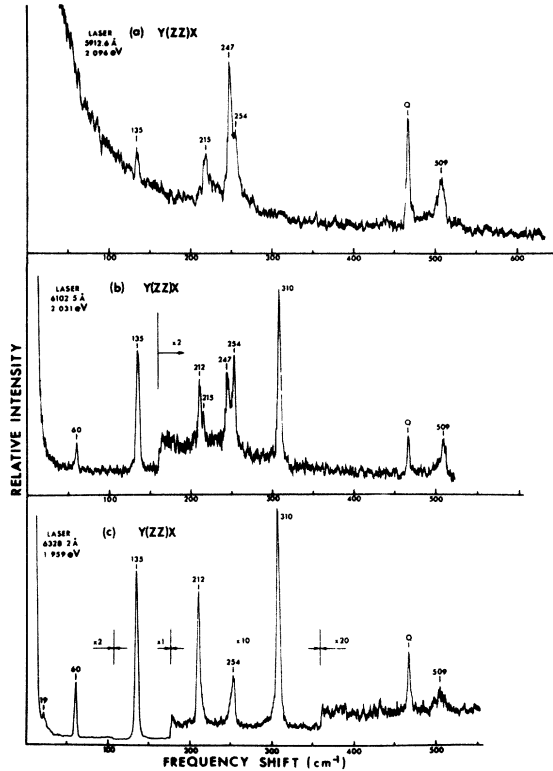 (a) Y(ZZ)X
LASER
5912.6 Å
2 096 eV
135
215
247
254
Q
509
100 200 300 400 500 600
(b) Y(ZZ)X
LASER
6102 5 Å
2 031 eV
60
135
x2
212
215
247
254
310
Q
509
100 200 300 400 500
(c) Y(ZZ)X
LASER
6328 2 Å
1 959 eV
19
60
x2
135
x1
212
254
x10
310
x20
Q
509
100 200 300 400 500
RELATIVE INTENSITY
FREQUENCY SHIFT (cm⁻¹)